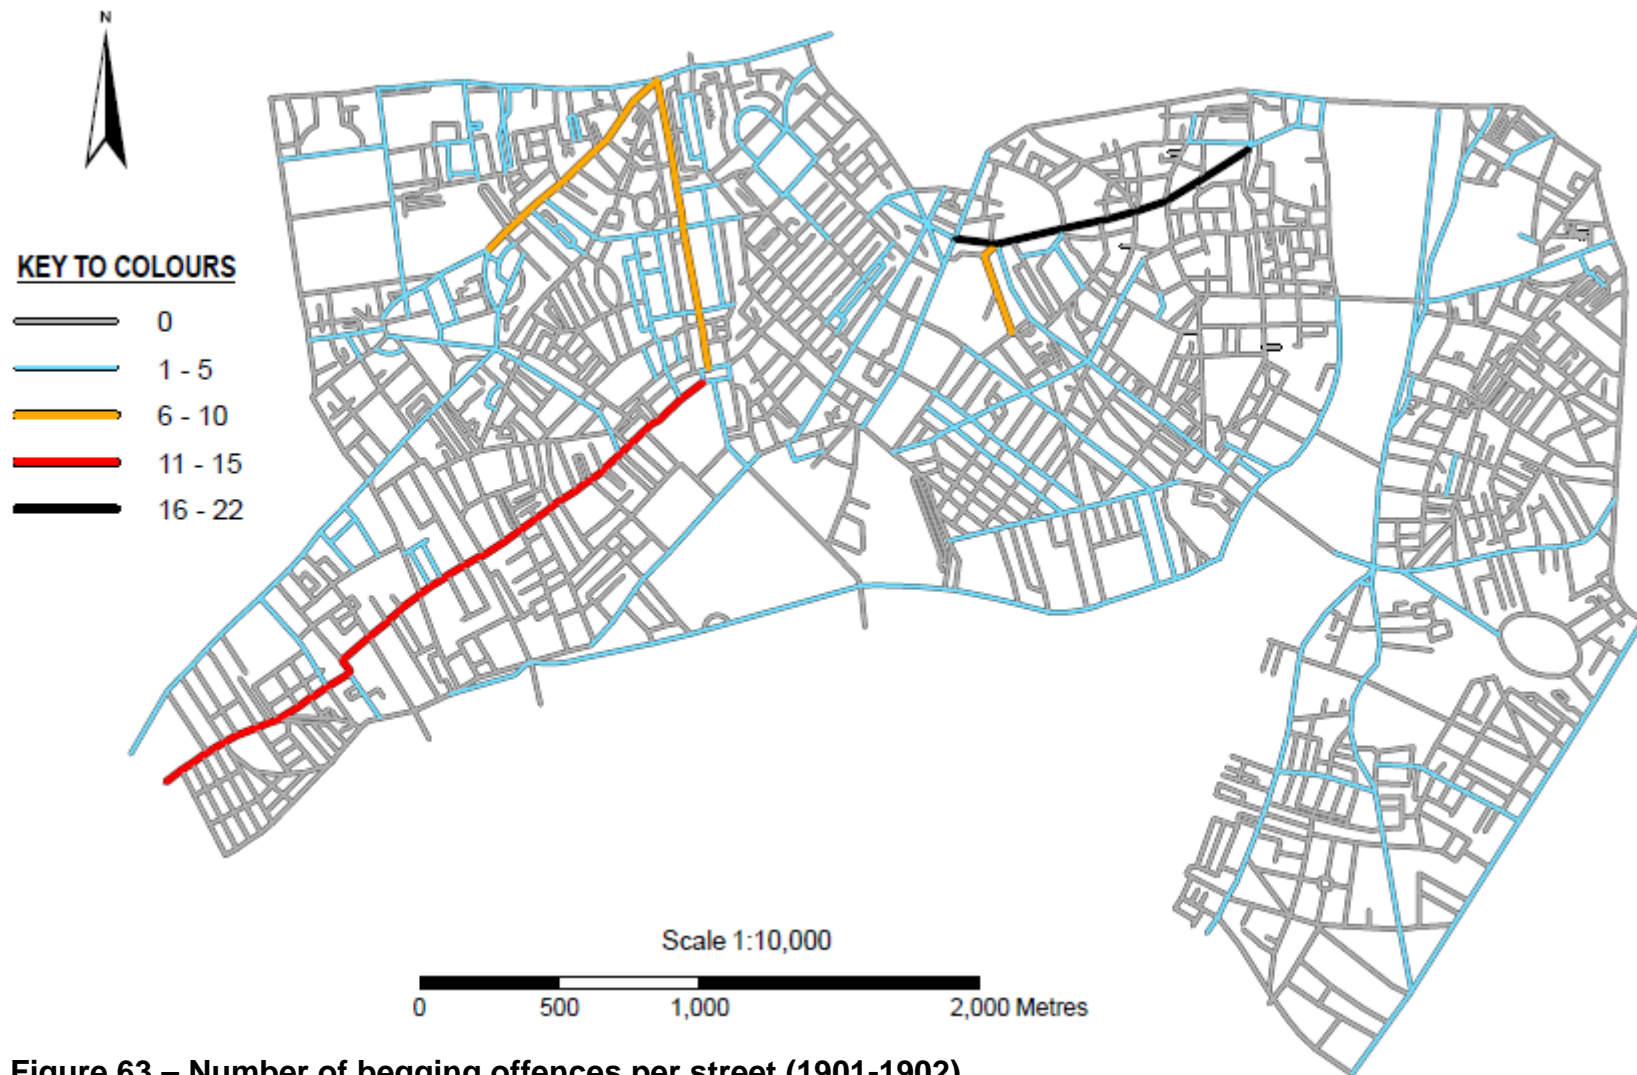 N
KEY TO COLOURS
0
1 - 5
6 - 10
11 - 15
16 - 22
Scale 1:10,000
0 500 1,000 2,000 Metres
Figure 63 – Number of begging offences per street (1901-1902)